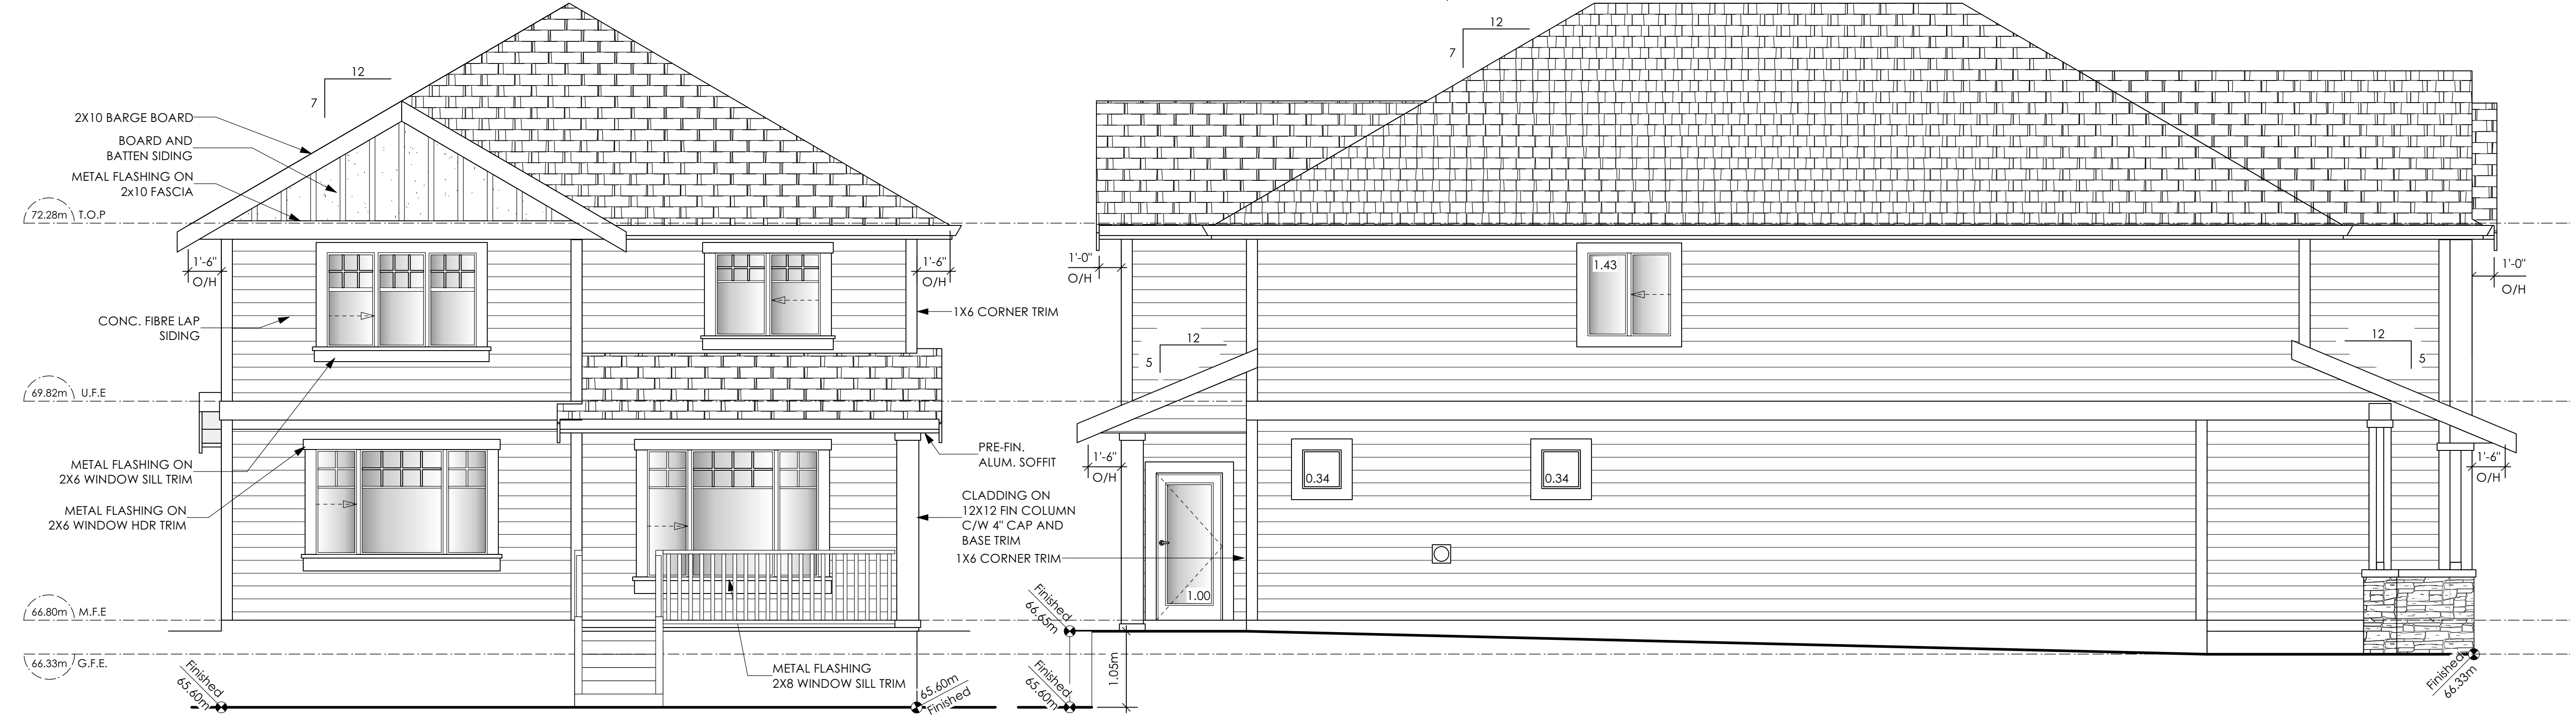 12
7
2X10 BARGE BOARD
BOARD AND
BATTEN SIDING
METAL FLASHING ON
2x10 FASCIA
72.28m T.O.P
1'-6"
O/H
1'-6"
O/H
CONC. FIBRE LAP
SIDING
1X6 CORNER TRIM
69.82m U.F.E
METAL FLASHING ON
2X6 WINDOW SILL TRIM
METAL FLASHING ON
2X6 WINDOW HDR TRIM
PRE-FIN.
ALUM. SOFFIT
CLADDING ON
12X12 FIN COLUMN
C/W 4" CAP AND
BASE TRIM
1X6 CORNER TRIM
66.80m M.F.E
66.33m G.F.E.
METAL FLASHING
2X8 WINDOW SILL TRIM
Finished
65.60m
65.60m
Finished
12
7
1'-0"
O/H
1.43
1'-0"
O/H
12
5
12
5
1'-6"
O/H
0.34
0.34
1'-6"
O/H
1.00
Finished
66.65m
Finished
65.60m
1.05m
Finished
66.33m